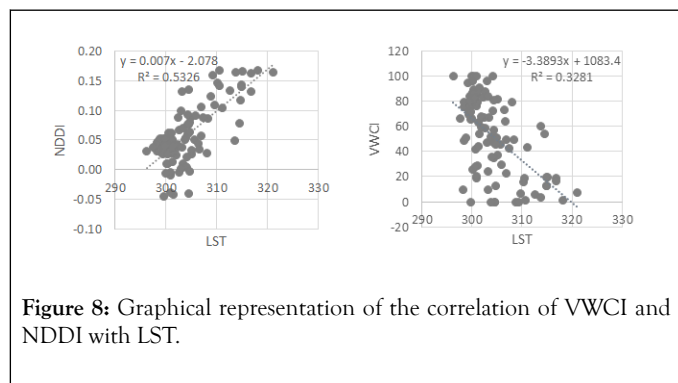 y = 0.007x - 2.078
R² = 0.5326
0.20
0.15
0.10
0.05
0.00
-0.05
-0.10
290
300
310
320
330
NDDI
LST
y = -3.3893x + 1083.4
R² = 0.3281
120
100
80
60
40
20
0
-20
290
300
310
320
330
VWCI
LST
Figure 8: Graphical representation of the correlation of VWCI and
NDDI with LST.